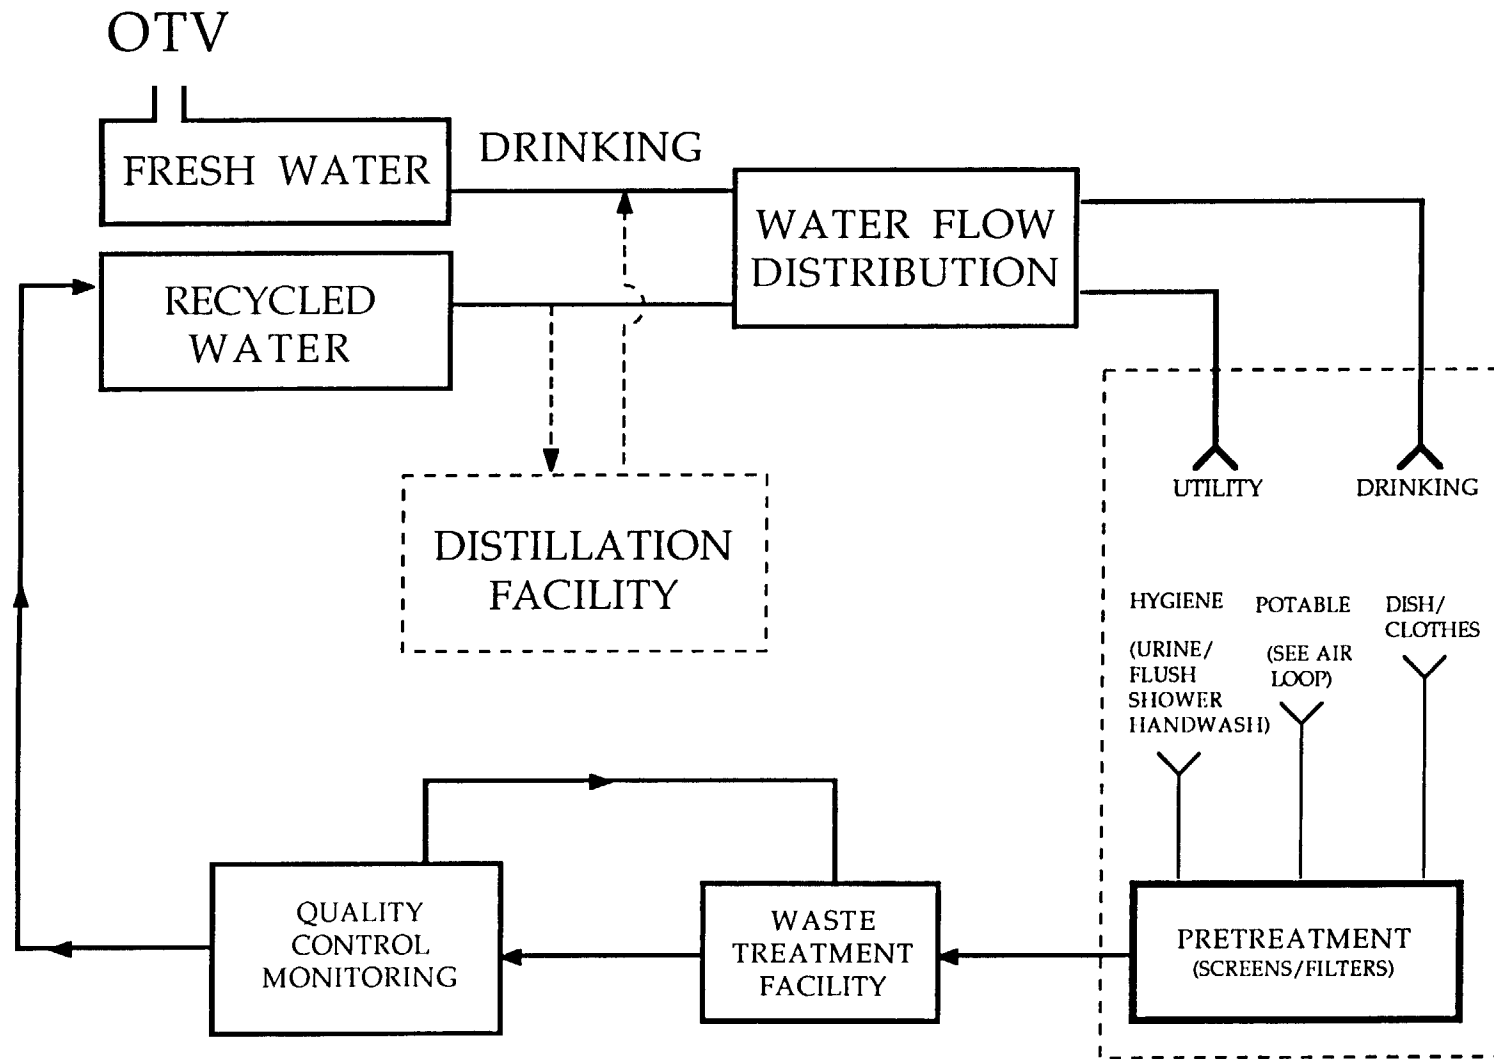 OTV
FRESH WATER
DRINKING
WATER FLOW
DISTRIBUTION
RECYCLED
WATER
UTILITY
DRINKING
DISTILLATION
FACILITY
HYGIENE
(URINE/
FLUSH
SHOWER
HANDWASH)
POTABLE
(SEE AIR
LOOP)
DISH/
CLOTHES
QUALITY
CONTROL
MONITORING
WASTE
TREATMENT
FACILITY
PRETREATMENT
(SCREENS/FILTERS)